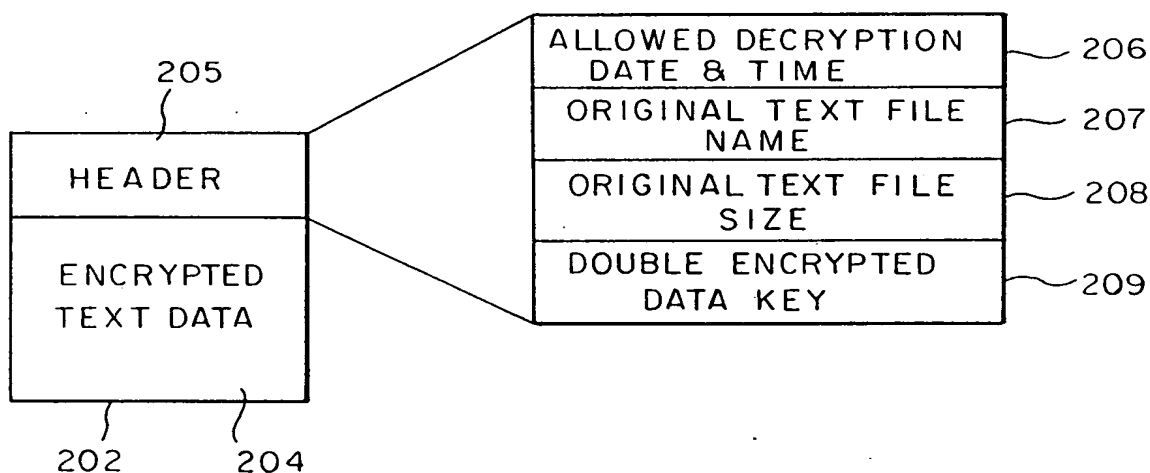 205
HEADER
ENCRYPTED
TEXT DATA
202
204
ALLOWED DECRYPTION
DATE & TIME
206
ORIGINAL TEXT FILE
NAME
207
ORIGINAL TEXT FILE
SIZE
208
DOUBLE ENCRYPTED
DATA KEY
209